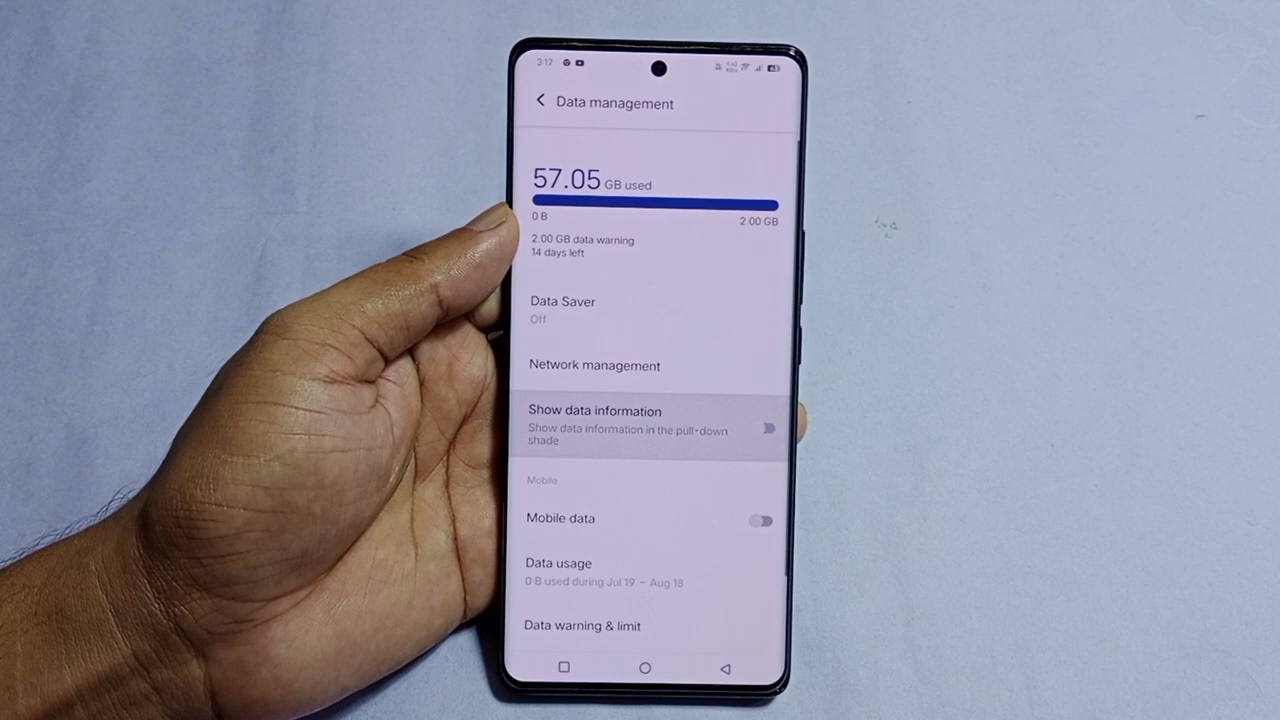 3:17
Data management
57.05 GB used
0 B 2.00 GB
2.00 GB data warning
14 days left
Data Saver
Off
Network management
Show data information
Show data information in the pull-down
shade
Mobile
Mobile data
Data usage
0 B used during Jul 19 – Aug 18
Data warning & limit